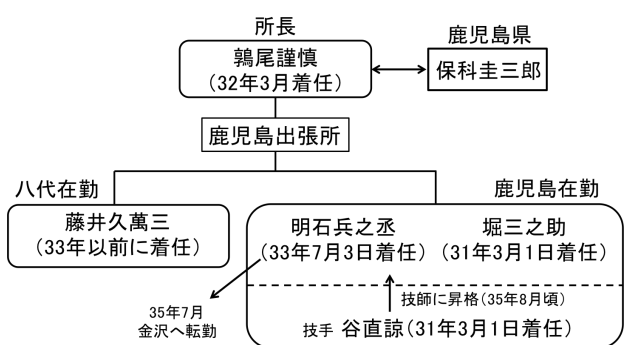 所長
鶉尾謹慎
(32年3月着任)
鹿児島県
保科圭三郎
鹿児島出張所
八代在勤
藤井久萬三
(33年以前に着任)
鹿児島在勤
明石兵之丞
(33年7月3日着任)
堀三之助
(31年3月1日着任)
35年7月
金沢へ転勤
技師に昇格(35年8月頃)
技手 谷直諒(31年3月1日着任)